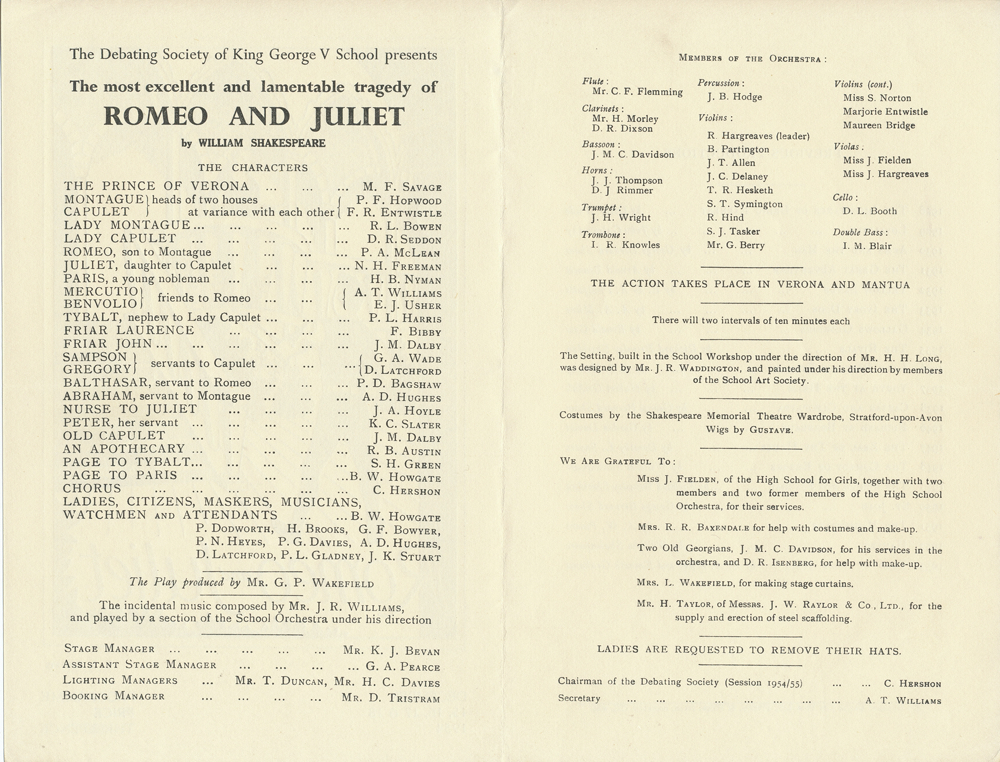 The Debating Society of King George V School presents
The most excellent and lamentable tragedy of
ROMEO AND JULIET
by WILLIAM SHAKESPEARE
THE CHARACTERS
THE PRINCE OF VERONA ... ... ... M. F. SAVAGE
MONTAGUE } heads of two houses { P. F. HOPWOOD
CAPULET } at variance with each other { F. R. ENTWISTLE
LADY MONTAGUE ... ... ... ... R. L. BOWEN
LADY CAPULET ... ... ... ... D. R. SEDDON
ROMEO, son to Montague ... ... ... P. A. McLEAN
JULIET, daughter to Capulet ... ... ... N. H. FREEMAN
PARIS, a young nobleman ... ... ... H. B. NYMAN
MERCUTIO } friends to Romeo ... ... { A. T. WILLIAMS
BENVOLIO } { E. J. USHER
TYBALT, nephew to Lady Capulet ... ... ... P. L. HARRIS
FRIAR LAURENCE ... ... ... ... F. BIBBY
FRIAR JOHN ... ... ... ... ... J. M. DALBY
SAMPSON } servants to Capulet ... ... { G. A. WADE
GREGORY } { D. LATCHFORD
BALTHASAR, servant to Romeo ... ... ... P. D. BAGSHAW
ABRAHAM, servant to Montague ... ... ... A. D. HUGHES
NURSE TO JULIET ... ... ... ... J. A. HOYLE
PETER, her servant ... ... ... ... K. C. SLATER
OLD CAPULET ... ... ... ... J. M. DALBY
AN APOTHECARY ... ... ... ... R. B. AUSTIN
PAGE TO TYBALT ... ... ... ... S. H. GREEN
PAGE TO PARIS ... ... ... ... B. W. HOWGATE
CHORUS ... ... ... ... ... C. HERSHON
LADIES, CITIZENS, MASKERS, MUSICIANS,
WATCHMEN AND ATTENDANTS ... ... B. W. HOWGATE
P. DODWORTH, H. BROOKS, G. F. BOWYER,
P. N. HEYES, P. G. DAVIES, A. D. HUGHES,
D. LATCHFORD, P. L. GLADNEY, J. K. STUART
The Play produced by MR. G. P. WAKEFIELD
The incidental music composed by MR. J. R. WILLIAMS,
and played by a section of the School Orchestra under his direction
STAGE MANAGER ... ... ... ... MR. K. J. BEVAN
ASSISTANT STAGE MANAGER ... ... ... G. A. PEARCE
LIGHTING MANAGERS ... MR. T. DUNCAN, MR. H. C. DAVIES
BOOKING MANAGER ... ... ... MR. D. TRISTRAM
MEMBERS OF THE ORCHESTRA :
Flute :
Mr. C. F. Flemming
Clarinets :
Mr. H. Morley
D. R. Dixson
Bassoon :
J. M. C. Davidson
Horns :
J. J. Thompson
D. J Rimmer
Trumpet :
J. H. Wright
Trombone :
I. R. Knowles
Percussion :
J. B. Hodge
Violins :
R. Hargreaves (leader)
B. Partington
J. T. Allen
J. C. Delaney
T. R. Hesketh
S. T. Symington
R. Hind
S. J. Tasker
Mr. G. Berry
Violins (cont.)
Miss S. Norton
Marjorie Entwistle
Maureen Bridge
Violas :
Miss J. Fielden
Miss J. Hargreaves
Cello :
D. L. Booth
Double Bass :
I. M. Blair
THE ACTION TAKES PLACE IN VERONA AND MANTUA
There will two intervals of ten minutes each
The Setting, built in the School Workshop under the direction of MR. H. H. LONG,
was designed by MR. J. R. WADDINGTON, and painted under his direction by members
of the School Art Society.
Costumes by the Shakespeare Memorial Theatre Wardrobe, Stratford-upon-Avon
Wigs by GUSTAVE.
WE ARE GRATEFUL TO :
MISS J. FIELDEN, of the High School for Girls, together with two
members and two former members of the High School
Orchestra, for their services.
MRS. R. R. BAXENDALE for help with costumes and make-up.
Two Old Georgians, J. M. C. DAVIDSON, for his services in the
orchestra, and D. R. ISENBERG, for help with make-up.
MRS. L. WAKEFIELD, for making stage curtains.
MR. H. TAYLOR, of MESSRS. J. W. RAYLOR & Co, LTD., for the
supply and erection of steel scaffolding.
LADIES ARE REQUESTED TO REMOVE THEIR HATS.
Chairman of the Debating Society (Session 1954/55) ... ... C. HERSHON
Secretary ... ... ... ... ... ... ... ... A. T. WILLIAMS